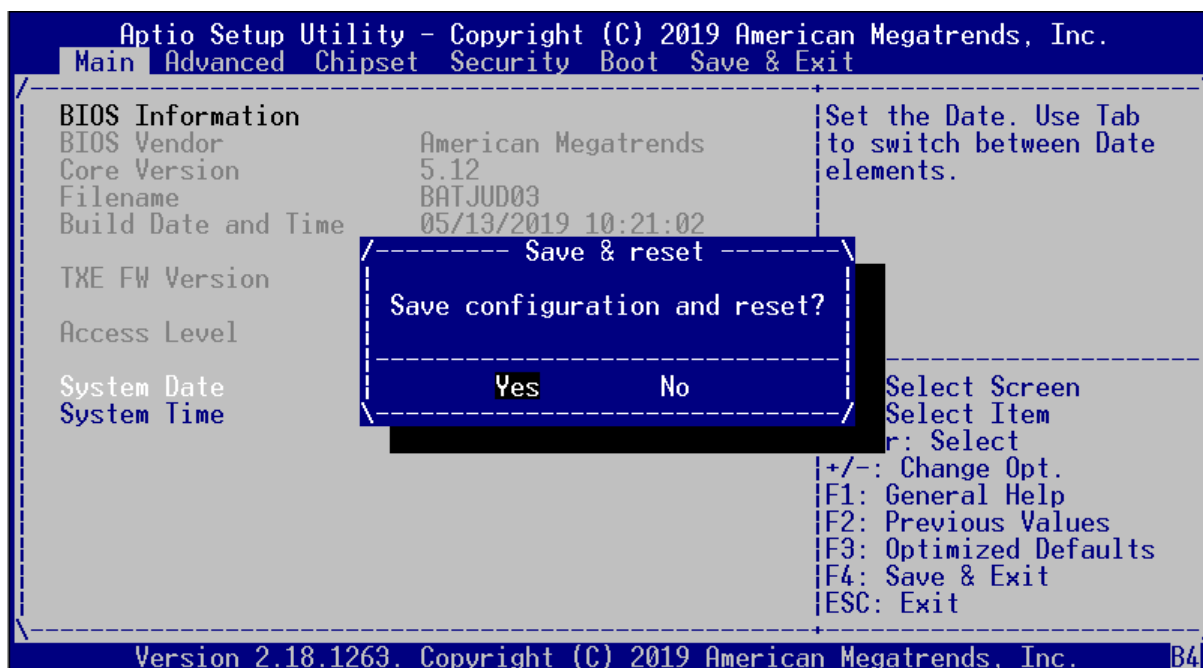 Aptio Setup Utility - Copyright (C) 2019 American Megatrends, Inc.
Main Advanced Chipset Security Boot Save & Exit
BIOS Information
BIOS Vendor American Megatrends
Core Version 5.12
Filename BATJUD03
Build Date and Time 05/13/2019 10:21:02
TXE FW Version
Access Level
System Date
System Time
Save & reset
Save configuration and reset?
Yes No
Set the Date. Use Tab
to switch between Date
elements.
Select Screen
Select Item
r: Select
+/-: Change Opt.
F1: General Help
F2: Previous Values
F3: Optimized Defaults
F4: Save & Exit
ESC: Exit
Version 2.18.1263. Copyright (C) 2019 American Megatrends, Inc.